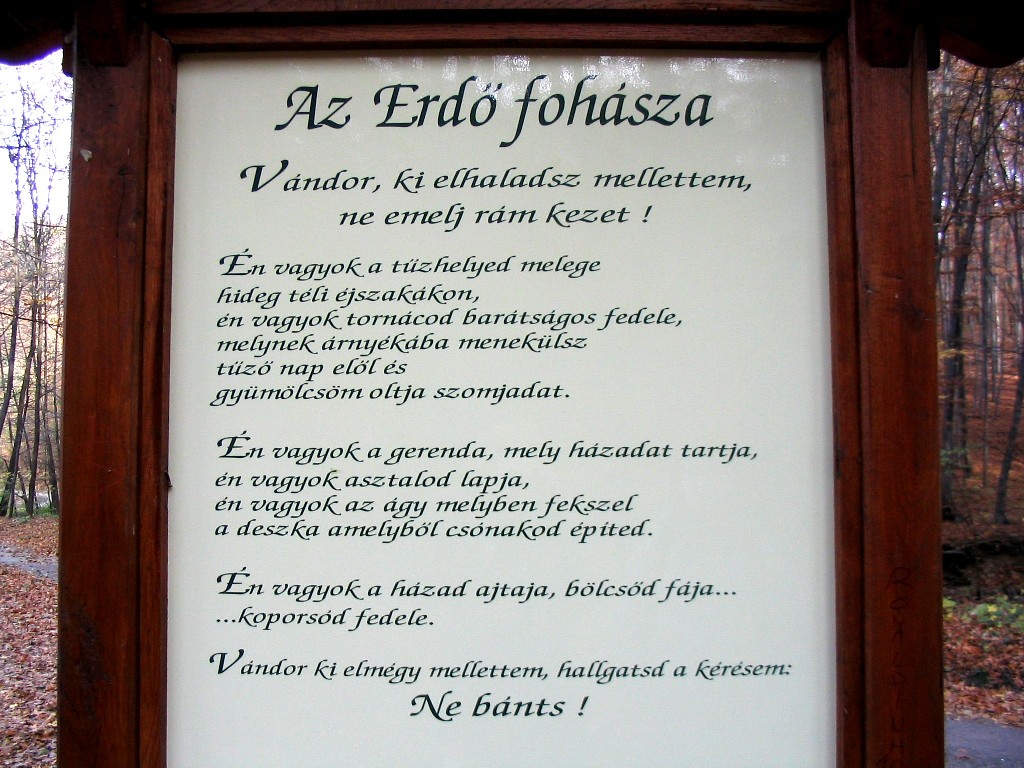 Az Erdő fohásza
Vándor, ki elhaladsz mellettem,
ne emelj rám kezet !
Én vagyok a tűzhelyed melege
hideg téli éjszakákon,
én vagyok tornácod barátságos fedele,
melynek árnyékába menekülsz
tűző nap elől és
gyümölcsöm oltja szomjadat.
Én vagyok a gerenda, mely házadat tartja,
én vagyok asztalod lapja,
én vagyok az ágy melyben fekszel
a deszka amelyből csónakod épited.
Én vagyok a házad ajtaja, bölcsőd fája...
...koporsód fedele.
Vándor ki elmégy mellettem, hallgatsd a kérésem:
Ne bánts !